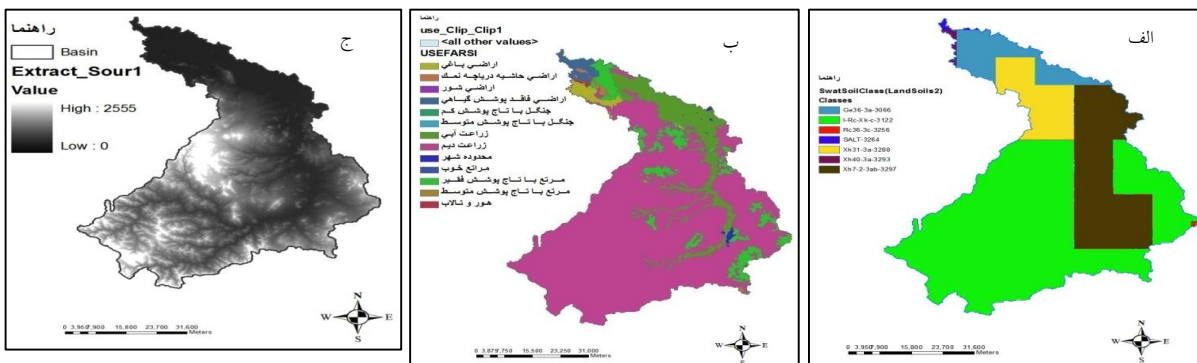 راهنما
ج
Basin
Extract_Sour1
Value
High : 2555
Low : 0
N
W E
S
0 3,950 7,900 15,800 23,700 31,600
Meters
راهنما
ب
use_Clip_Clip1
<all other values>
USEFARSI
اراضي باغي
اراضي حاشيه درياچه نمك
اراضي شور
اراضي فاقد پوشش گياهي
جنگل با تاج پوشش كم
جنگل با تاج پوشش متوسط
زراعت آبي
زراعت ديم
محدوده شهر
مراتع خوب
مرتع با تاج پوشش فقير
مرتع با تاج پوشش متوسط
هور و تالاب
N
W E
S
Meters
الف
راهنما
SwatSoilClass(LandSoils2)
Classes
Ge36-3a-3066
I-Rc-Xk-c-3122
Rc36-3c-3256
SALT-3264
Xh31-3a-3288
Xh40-3a-3293
Xh7-2-3ab-3297
N
W E
S
0 3,950 7,900 15,800 23,700 31,600
Meters